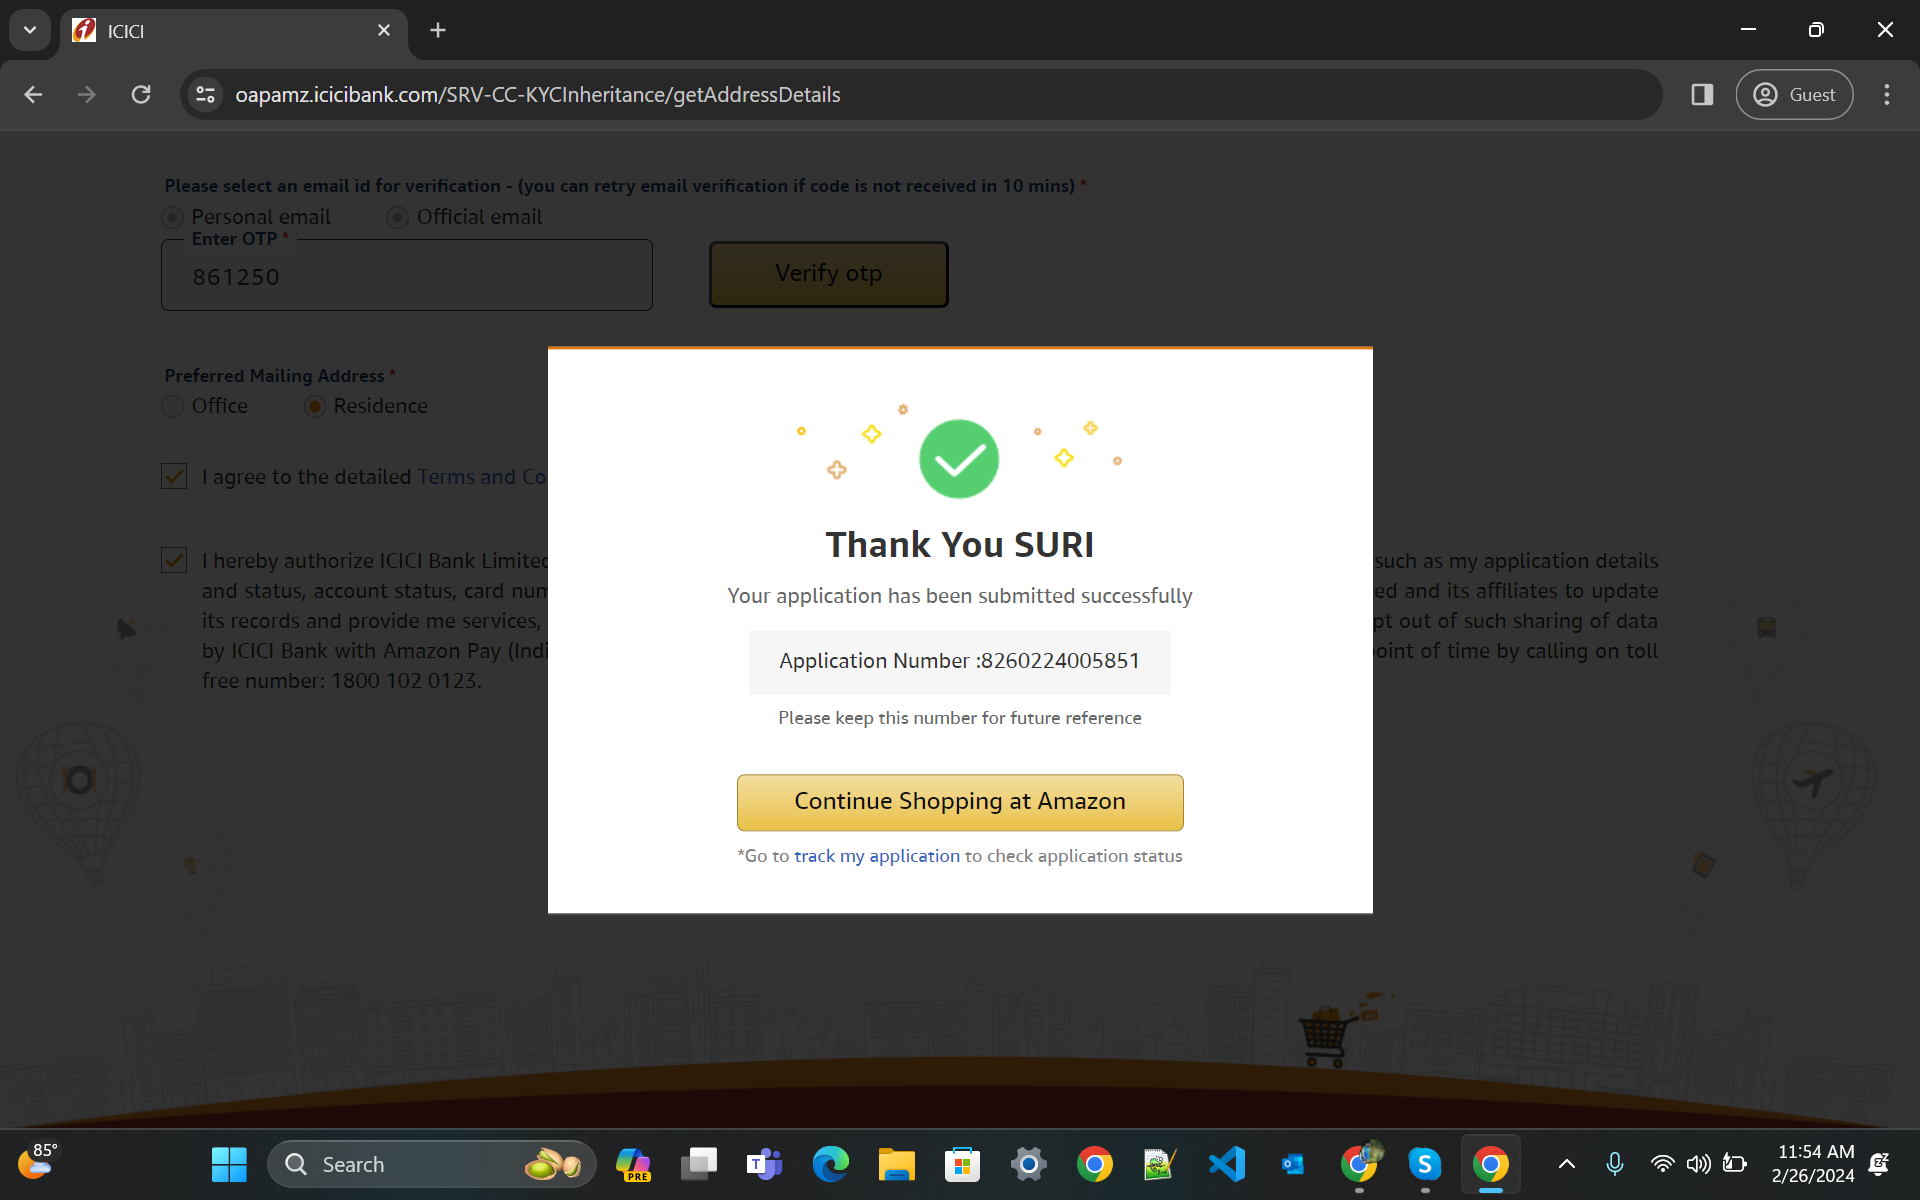 ICICI
oapamz.icicibank.com/SRV-CC-KYCInheritance/getAddressDetails
Guest
Please select an email id for verification - (you can retry email verification if code is not received in 10 mins) *
Personal email Official email
Enter OTP *
861250
Verify otp
Preferred Mailing Address *
Office Residence
I agree to the detailed Terms and Co
I hereby authorize ICICI Bank Limited such as my application details
and status, account status, card num ed and its affiliates to update
its records and provide me services, pt out of such sharing of data
by ICICI Bank with Amazon Pay (Indi point of time by calling on toll
free number: 1800 102 0123.
Thank You SURI
Your application has been submitted successfully
Application Number :8260224005851
Please keep this number for future reference
Continue Shopping at Amazon
*Go to track my application to check application status
85°
Search
PRE
11:54 AM
2/26/2024